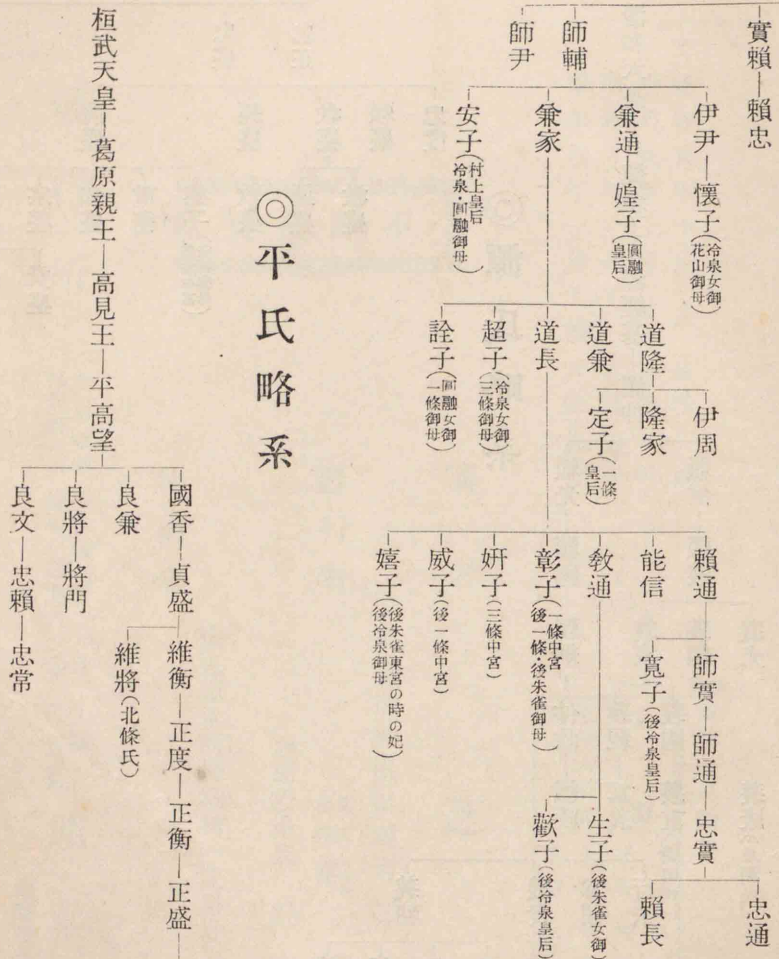 實賴―賴忠
師輔
師尹
伊尹―懷子(冷泉女御 花山御母)
兼通―媓子(圓融皇后)
兼家
安子(村上皇后 冷泉・圓融御母)
道隆
道兼
道長
超子(冷泉女御 三條御母)
詮子(圓融女御 一條御母)
伊周
隆家
定子(一條皇后)
賴通
能信
敎通
彰子(一條中宮 後一條・後朱雀御母)
姸子(三條中宮)
威子(後一條中宮)
嬉子(後朱雀東宮の時の妃 後冷泉御母)
師實―師通―忠實
寬子(後冷泉皇后)
忠通
賴長
生子(後朱雀女御)
歡子(後冷泉皇后)
◎平氏略系
桓武天皇―葛原親王―高見王―平高望
國香―貞盛
良兼
良將―將門
良文―忠賴―忠常
維衡―正度―正衡―正盛
維將(北條氏)